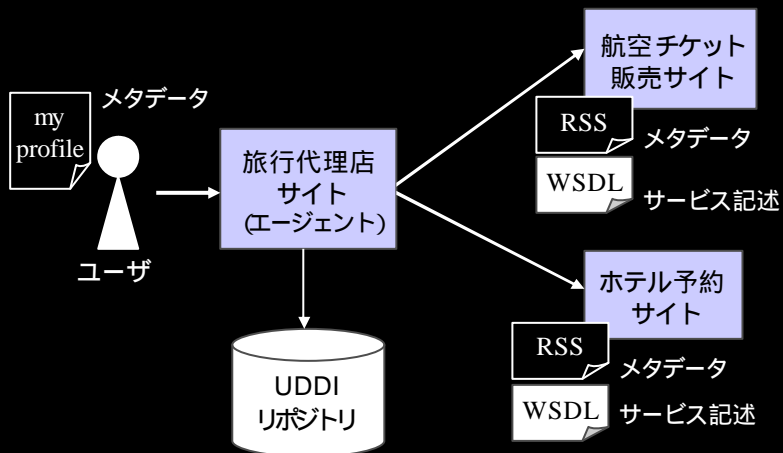 メタデータ
my
profile
ユーザ
旅行代理店
サイト
(エージェント)
UDDI
リポジトリ
航空チケット
販売サイト
RSS
メタデータ
WSDL
サービス記述
ホテル予約
サイト
RSS
メタデータ
WSDL
サービス記述